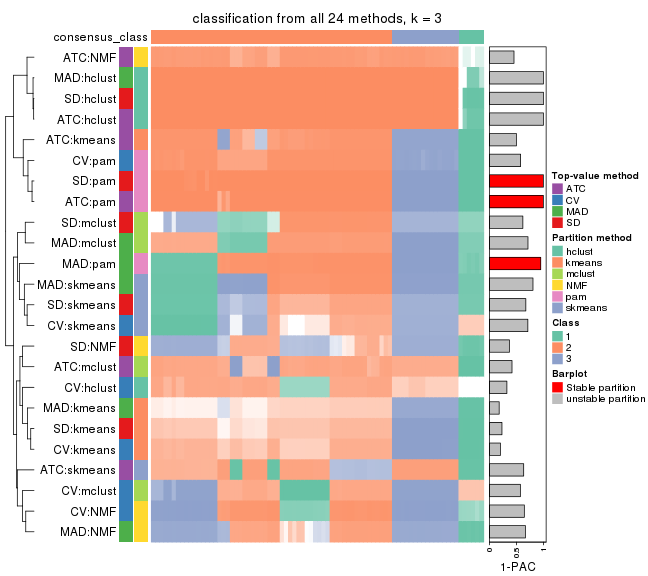 classification from all 24 methods, k = 3
consensus_class
ATC:NMF
MAD:hclust
SD:hclust
ATC:hclust
ATC:kmeans
CV:pam
SD:pam
ATC:pam
SD:mclust
MAD:mclust
MAD:pam
MAD:skmeans
SD:skmeans
CV:skmeans
SD:NMF
ATC:mclust
CV:hclust
MAD:kmeans
SD:kmeans
CV:kmeans
ATC:skmeans
CV:mclust
CV:NMF
MAD:NMF
0
0.5
1
1-PAC
Top-value method
ATC
CV
MAD
SD
Partition method
hclust
kmeans
mclust
NMF
pam
skmeans
Class
1
2
3
Barplot
Stable partition
unstable partition